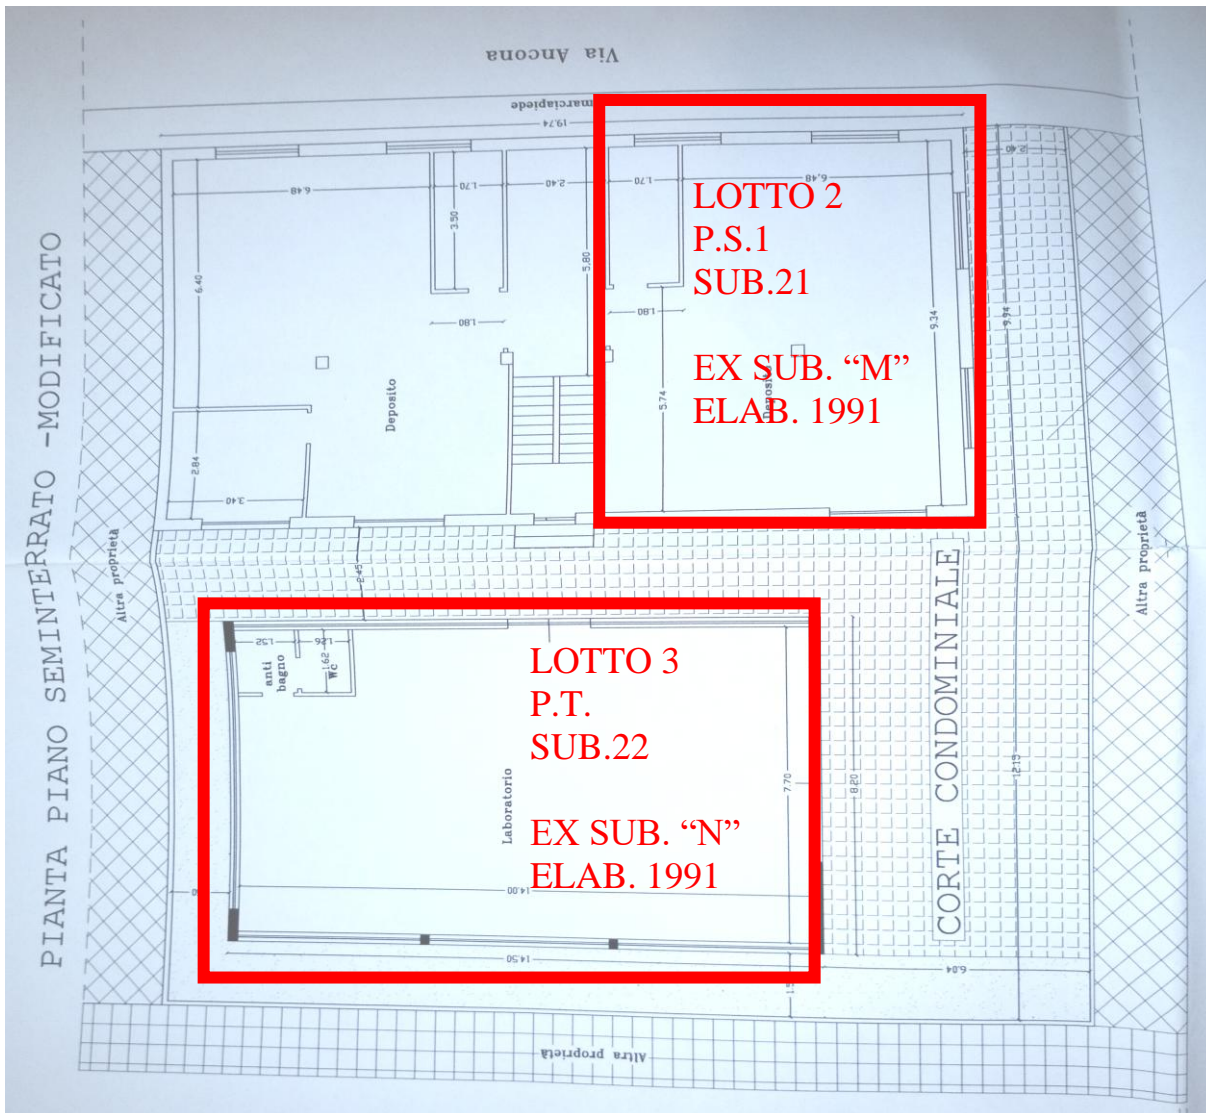 Via Ancona
marciapiede
19.74
6.48
1.70
2.40
1.70
6.48
2.40
3.50
5.80
6.40
1.80
1.80
9.34
9.94
LOTTO 2
P.S.1
SUB.21
EX SUB. “M”
ELAB. 1991
Deposito
Deposito
5.74
2.84
3.40
PIANTA PIANO SEMINTERRATO -MODIFICATO
Altra proprietà
Altra proprietà
2.45
1.52
1.26
1.62
anti
bagno
Wc
LOTTO 3
P.T.
SUB.22
EX SUB. “N”
ELAB. 1991
Laboratorio
7.70
8.20
12.15
CORTE CONDOMINIALE
14.00
14.50
6.04
Altra proprietà